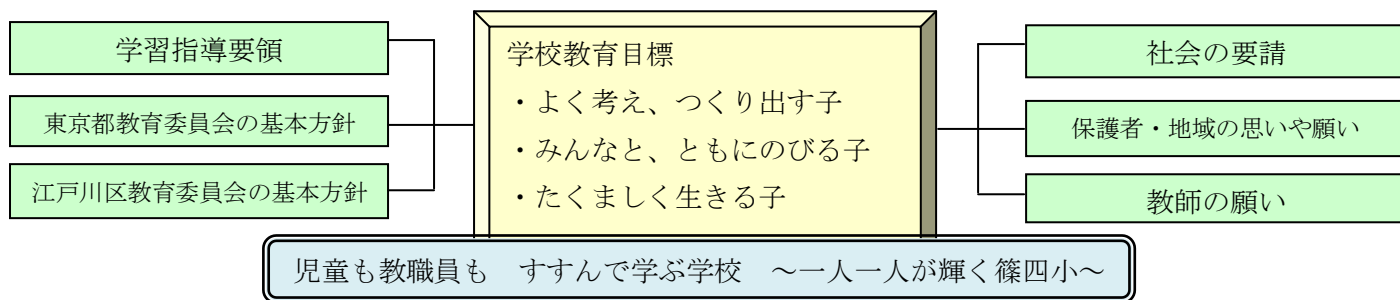 学習指導要領
東京都教育委員会の基本方針
江戸川区教育委員会の基本方針
学校教育目標
・よく考え、つくり出す子
・みんなと、ともにのびる子
・たくましく生きる子
社会の要請
保護者・地域の思いや願い
教師の願い
児童も教職員も　すすんで学ぶ学校　～一人一人が輝く篠四小～